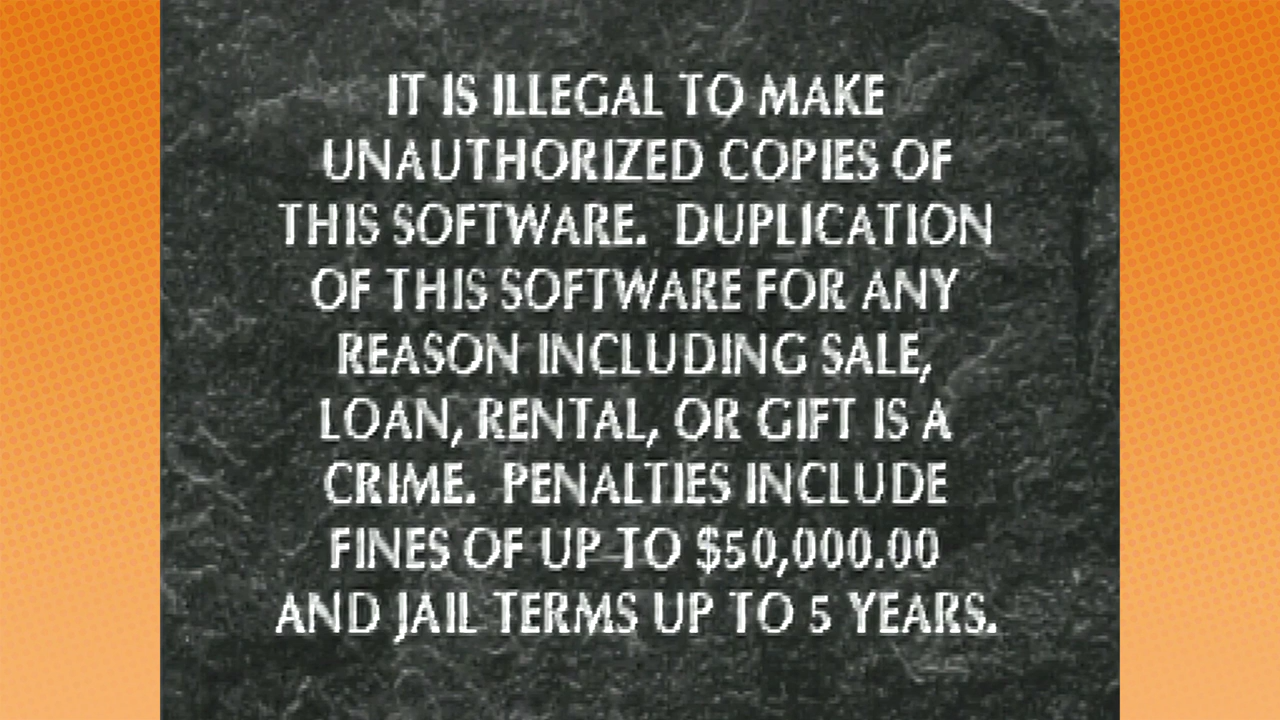 IT IS ILLEGAL TO MAKE
UNAUTHORIZED COPIES OF
THIS SOFTWARE.  DUPLICATION
OF THIS SOFTWARE FOR ANY
REASON INCLUDING SALE,
LOAN, RENTAL, OR GIFT IS A
CRIME.  PENALTIES INCLUDE
FINES OF UP TO $50,000.00
AND JAIL TERMS UP TO 5 YEARS.